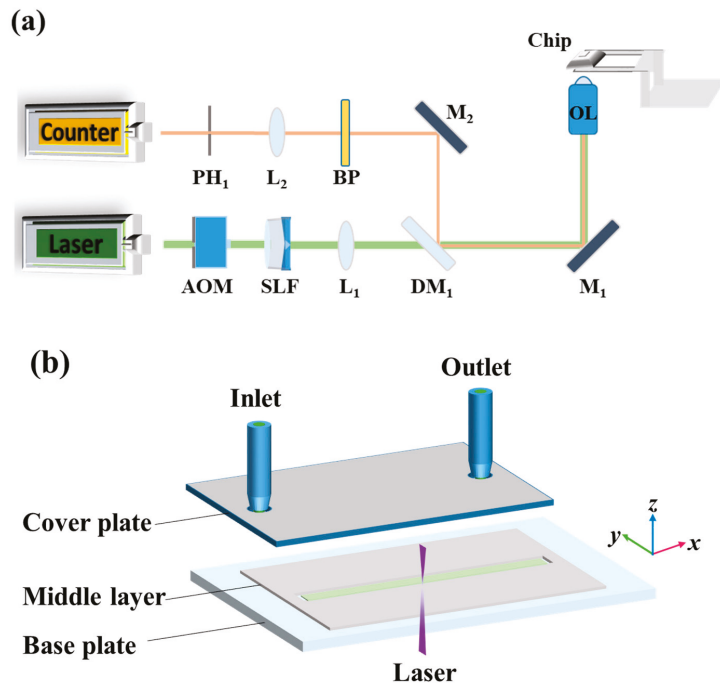 (a)
Chip
Counter
OL
M₂
PH₁ L₂ BP
Laser
AOM SLF L₁ DM₁ M₁
(b)
Outlet
Inlet
Cover plate
z
y x
Middle layer
Base plate
Laser